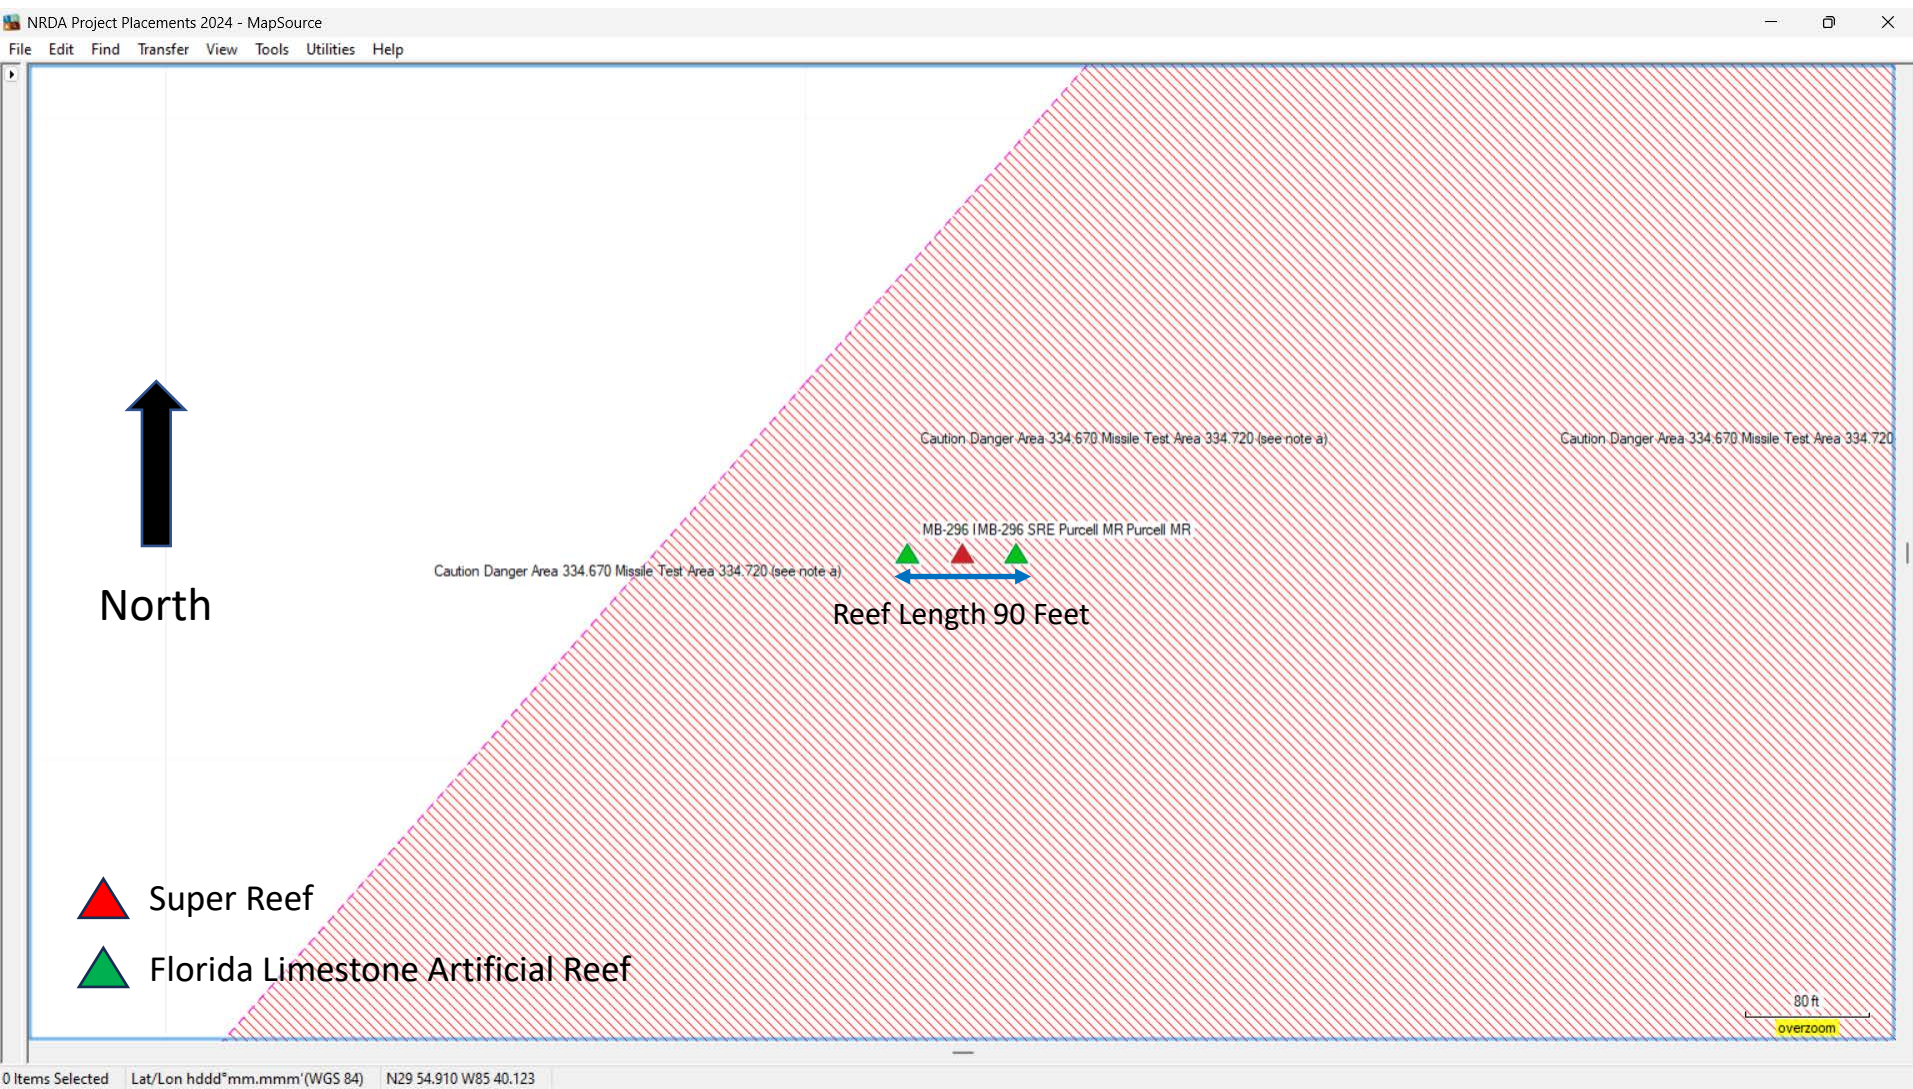 NRDA Project Placements 2024 - MapSource
File Edit Find Transfer View Tools Utilities Help
Caution Danger Area 334.670 Missile Test Area 334.720 (see note a)
Caution Danger Area 334.670 Missile Test Area 334.720
MB-296 IMB-296 SRE Purcell MR Purcell MR
Caution Danger Area 334.670 Missile Test Area 334.720 (see note a)
North
Reef Length 90 Feet
Super Reef
Florida Limestone Artificial Reef
80 ft
overzoom
0 Items Selected Lat/Lon hddd°mm.mmm'(WGS 84) N29 54.910 W85 40.123